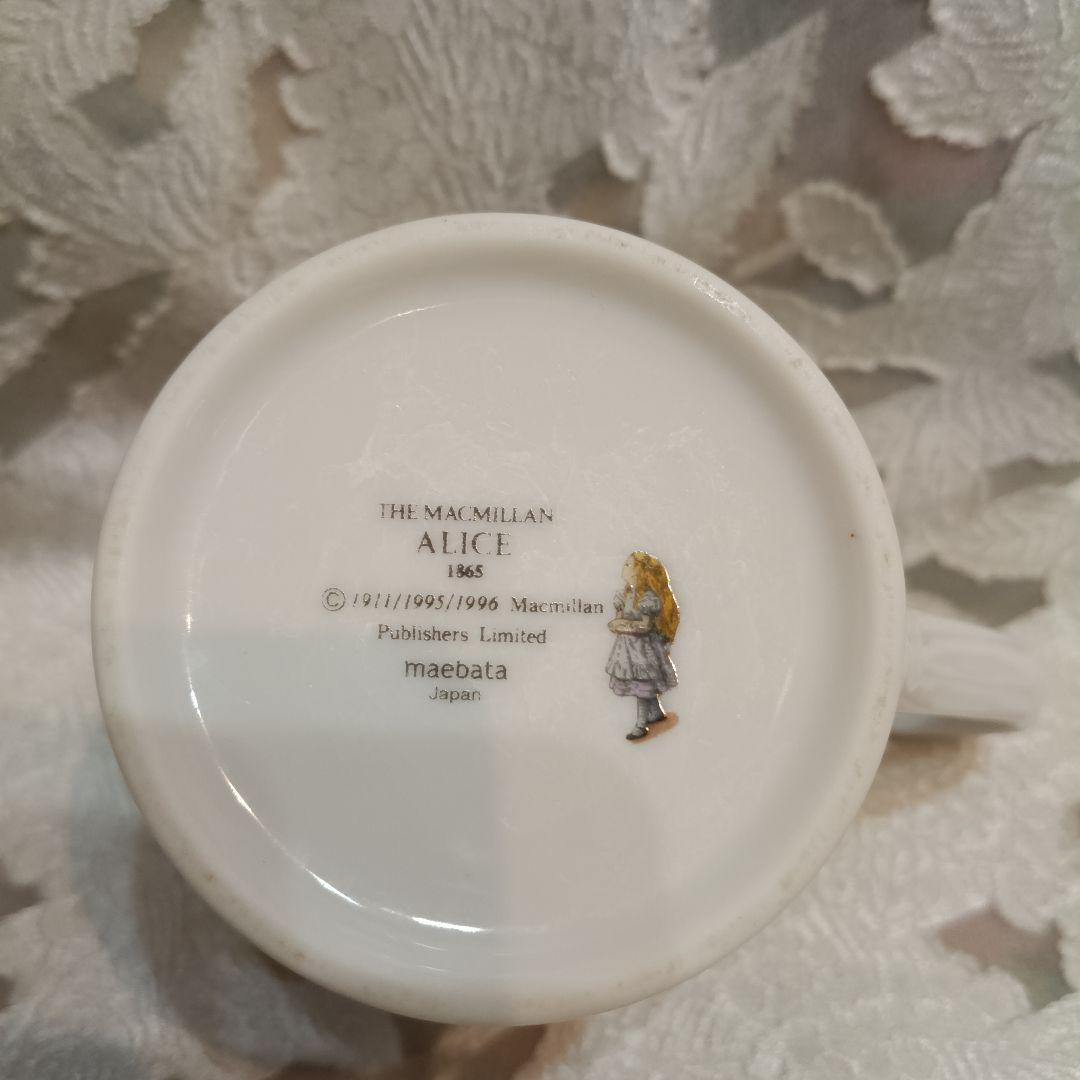 THE MACMILLAN
ALICE
1865
© 1911/1995/1996 Macmillan
Publishers Limited
maebata
Japan